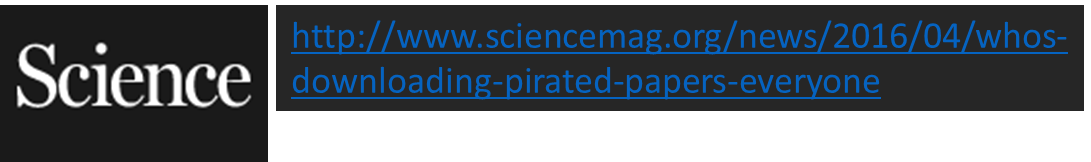 Science
http://www.sciencemag.org/news/2016/04/whos-
downloading-pirated-papers-everyone